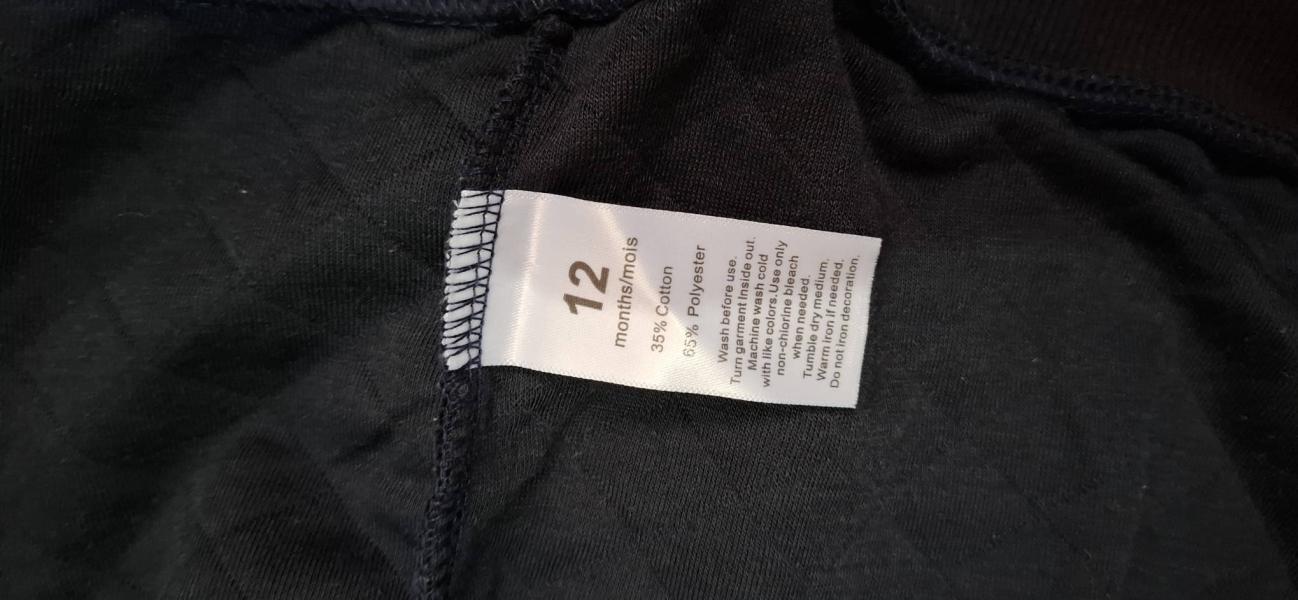 12
months/mois
35% Cotton
65% Polyester
Wash before use.
Turn garment Inside out.
Machine wash cold
with like colors.Use only
non-chlorine bleach
when needed.
Tumble dry medium.
Warm Iron if needed.
Do not iron decoration.